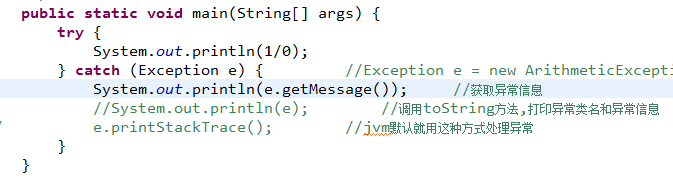 public static void main(String[] args) {
try {
System.out.println(1/0);
} catch (Exception e) { //Exception e = new ArithmeticExcepti
System.out.println(e.getMessage()); //获取异常信息
//System.out.println(e); //调用toString方法,打印异常类名和异常信息
e.printStackTrace(); //jvm默认就用这种方式处理异常
}
}